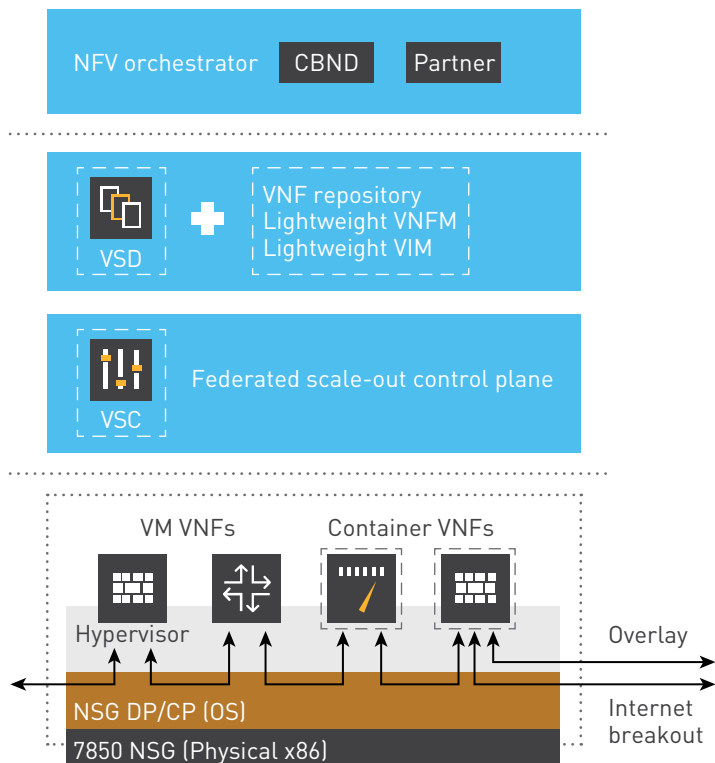 NFV orchestrator CBND Partner
VSD
VNF repository
Lightweight VNFM
Lightweight VIM
VSC
Federated scale-out control plane
VM VNFs Container VNFs
Hypervisor
Overlay
NSG DP/CP (OS)
Internet
breakout
7850 NSG (Physical x86)